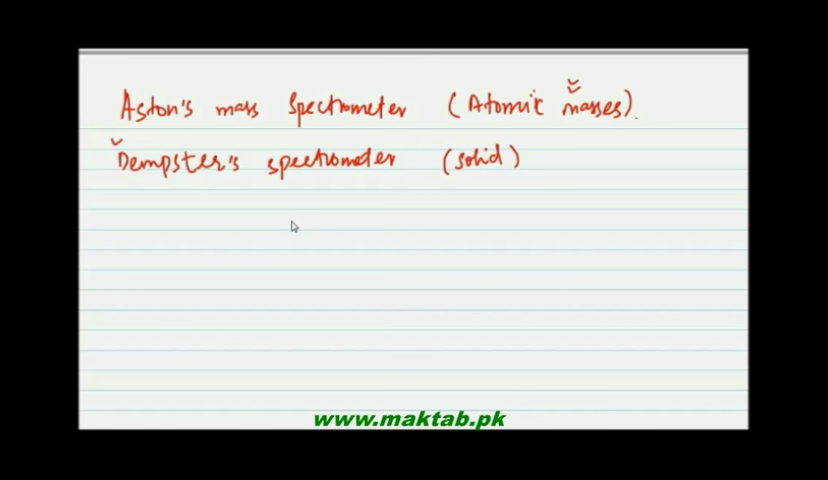 Aston's mass spectrometer (Atomic masses).
Dempster's spectrometer (solid)
www.maktab.pk